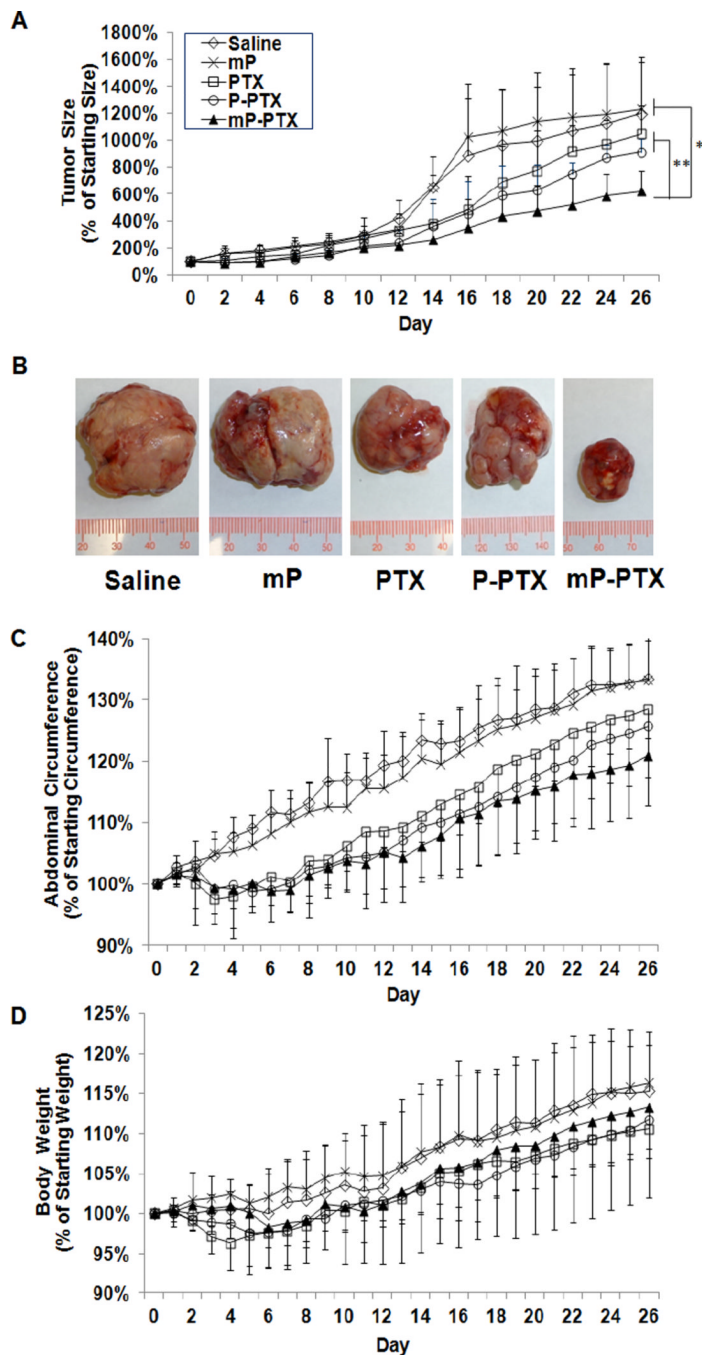 A
1800%
1600%
1400%
1200%
1000%
800%
600%
400%
200%
0%
Tumor Size
(% of Starting Size)
Saline
mP
PTX
P-PTX
mP-PTX
*
**
0 2 4 6 8 10 12 14 16 18 20 22 24 26
Day
B
20 30 40 50
20 30 40 50
20 30 40
120 130 140
50 60 70
Saline mP PTX P-PTX mP-PTX
C
140%
130%
120%
110%
100%
90%
Abdominal Circumference
(% of Starting Circumference)
0 2 4 6 8 10 12 14 16 18 20 22 24 26
Day
D
125%
120%
115%
110%
105%
100%
95%
90%
Body Weight
(% of Starting Weight)
0 2 4 6 8 10 12 14 16 18 20 22 24 26
Day